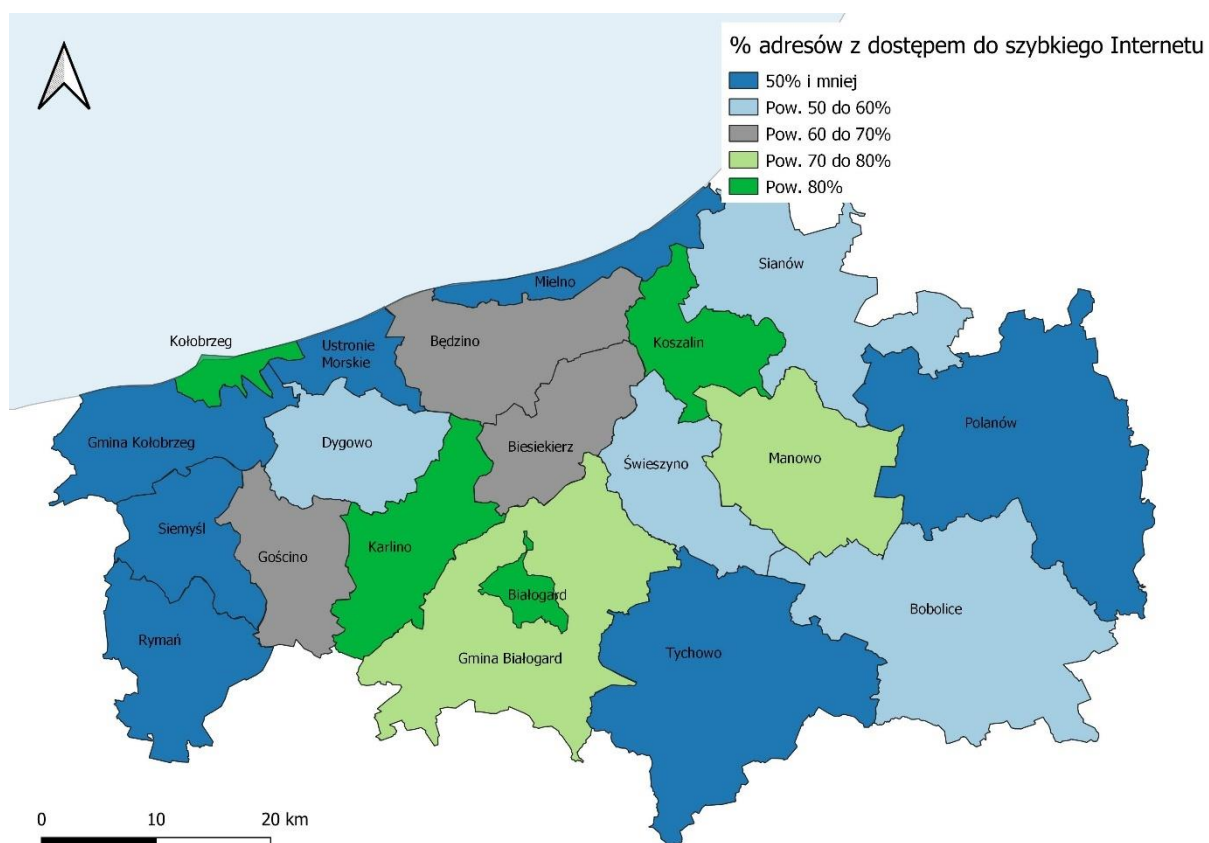 % adresów z dostępem do szybkiego Internetu
50% i mniej
Pow. 50 do 60%
Pow. 60 do 70%
Pow. 70 do 80%
Pow. 80%
Sianów
Mielno
Kołobrzeg
Ustronie
Morskie
Będzino
Koszalin
Polanów
Gmina Kołobrzeg
Dygowo
Biesiekierz
Świeszyno
Manowo
Siemyśl
Gościno
Karlino
Białogard
Bobolice
Rymań
Gmina Białogard
Tychowo
0
10
20 km